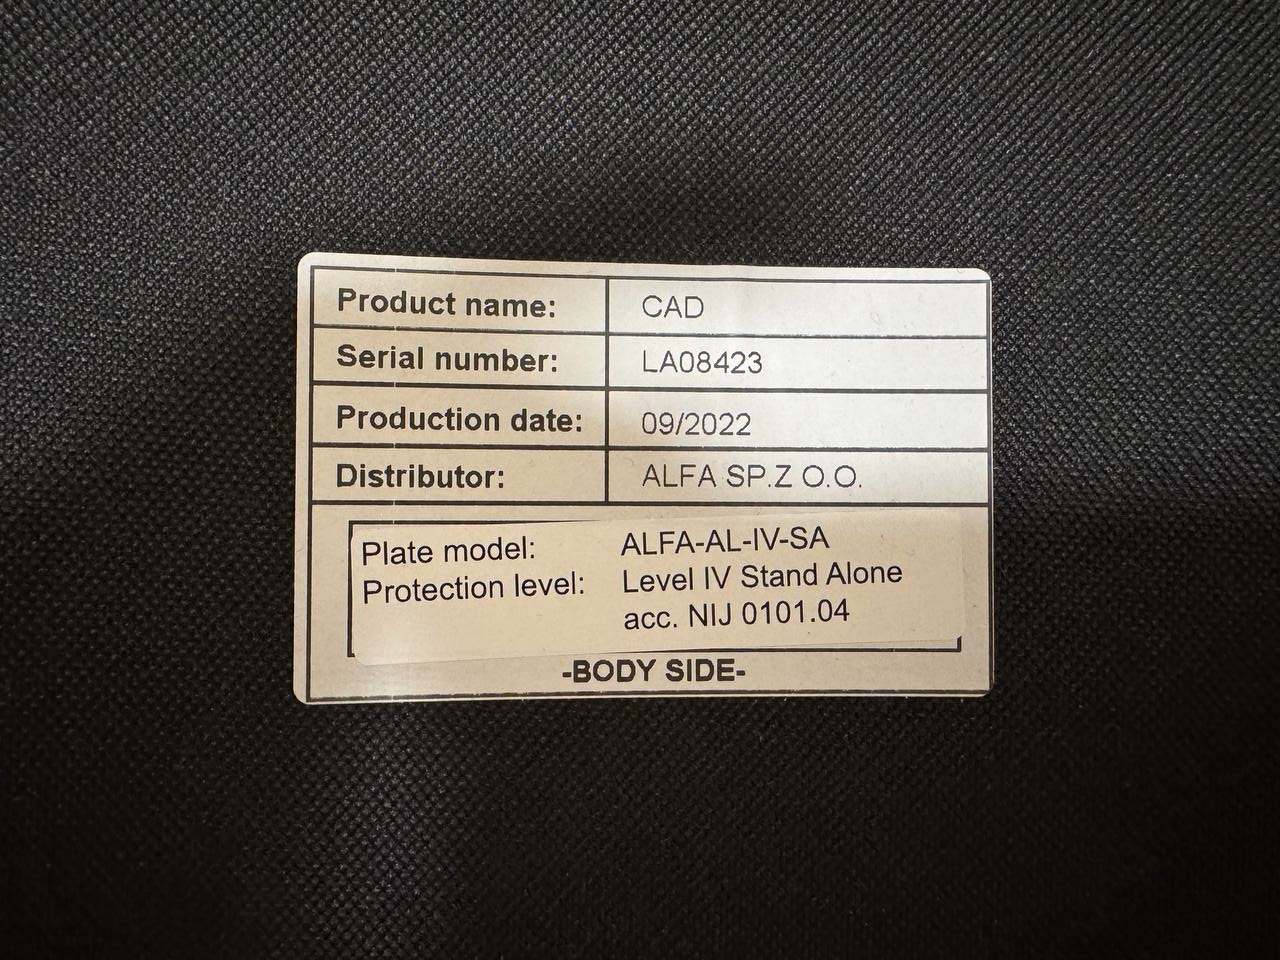 Product name: CAD
Serial number: LA08423
Production date: 09/2022
Distributor: ALFA SP.Z O.O.
Plate model: ALFA-AL-IV-SA
Protection level: Level IV Stand Alone
acc. NIJ 0101.04
-BODY SIDE-